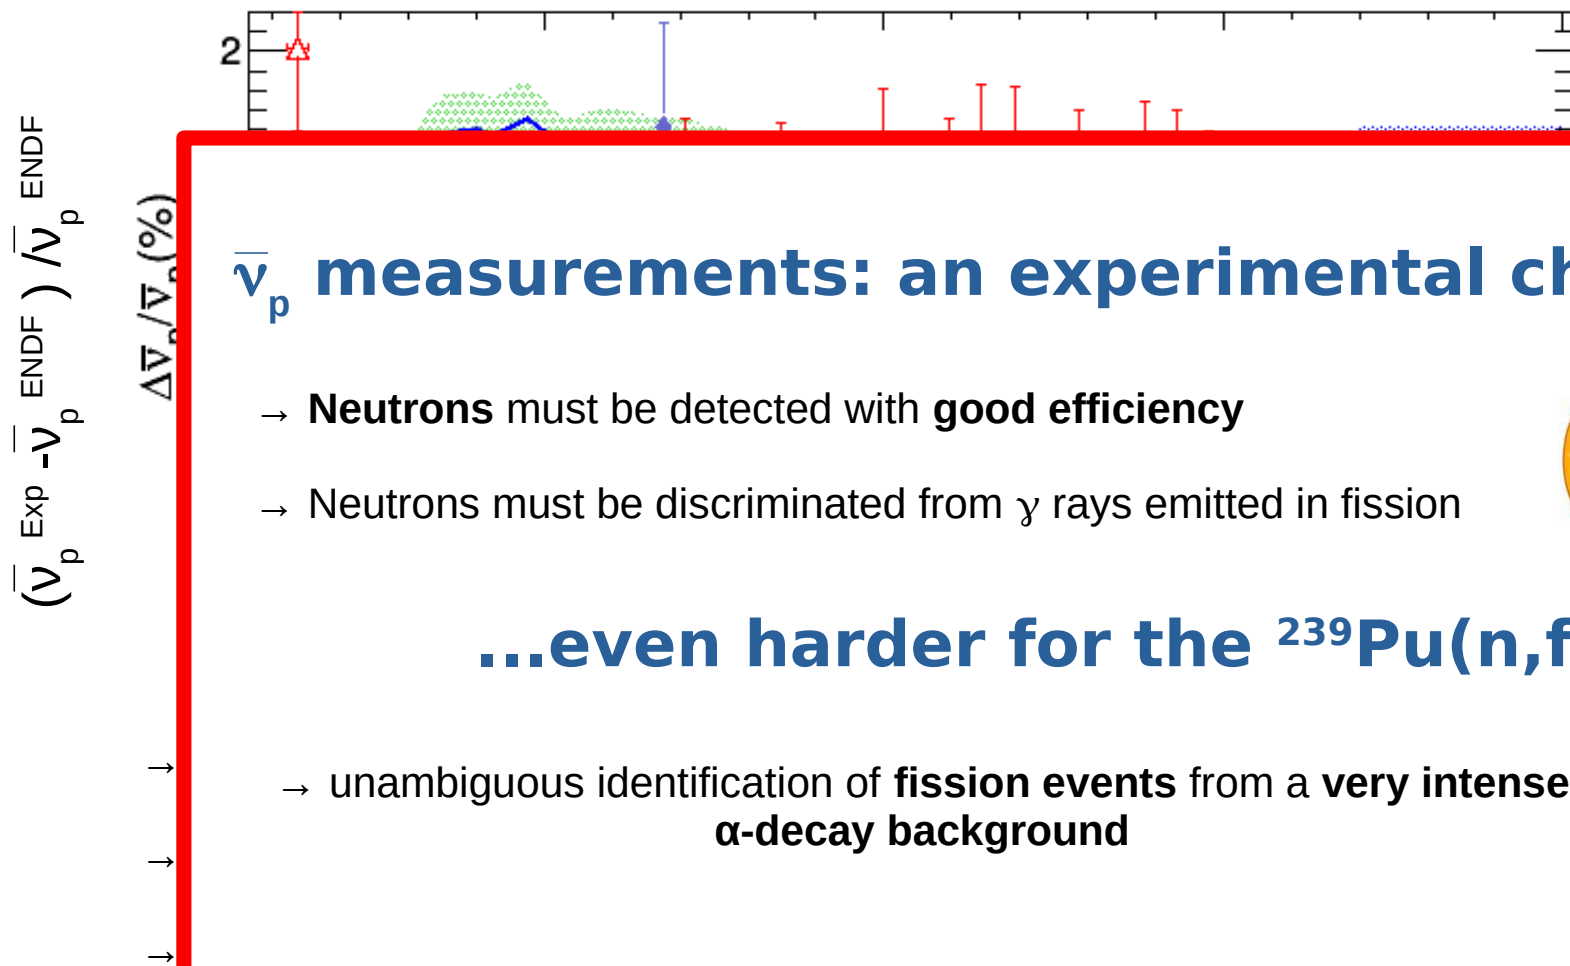 2
(ν̅p Exp -ν̅p ENDF ) /ν̅p ENDF
Δν̅p/ν̅p(%)
ν̅p measurements: an experimental ch
→ Neutrons must be detected with good efficiency
→ Neutrons must be discriminated from γ rays emitted in fission
...even harder for the ²³⁹Pu(n,f
→ unambiguous identification of fission events from a very intense
α-decay background
→
→
→